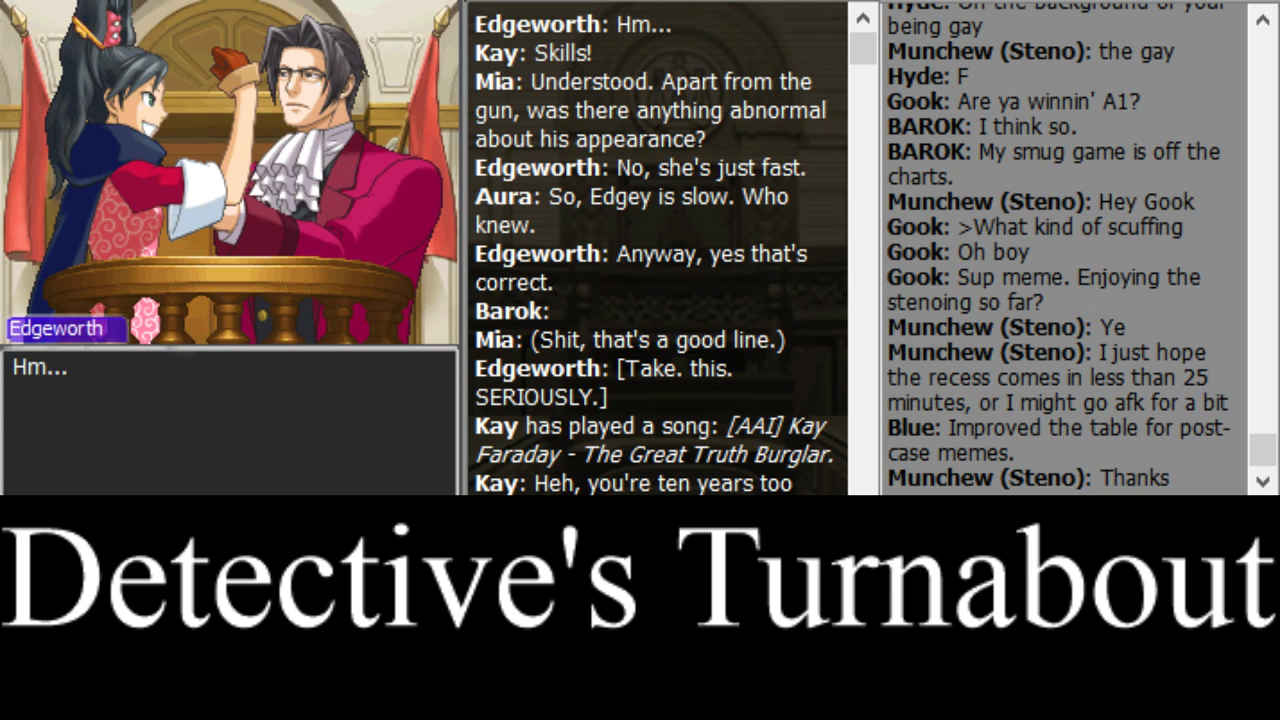 Edgeworth
Hm...
Edgeworth: Hm...
Kay: Skills!
Mia: Understood. Apart from the
gun, was there anything abnormal
about his appearance?
Edgeworth: No, she's just fast.
Aura: So, Edgey is slow. Who
knew.
Edgeworth: Anyway, yes that's
correct.
Barok:
Mia: (Shit, that's a good line.)
Edgeworth: [Take. this.
SERIOUSLY.]
Kay has played a song: [AAI] Kay
Faraday - The Great Truth Burglar.
Kay: Heh, you're ten years too
being gay
Munchew (Steno): the gay
Hyde: F
Gook: Are ya winnin' A1?
BAROK: I think so.
BAROK: My smug game is off the
charts.
Munchew (Steno): Hey Gook
Gook: >What kind of scuffing
Gook: Oh boy
Gook: Sup meme. Enjoying the
stenoing so far?
Munchew (Steno): Ye
Munchew (Steno): I just hope
the recess comes in less than 25
minutes, or I might go afk for a bit
Blue: Improved the table for post-
case memes.
Munchew (Steno): Thanks
Detective's Turnabout